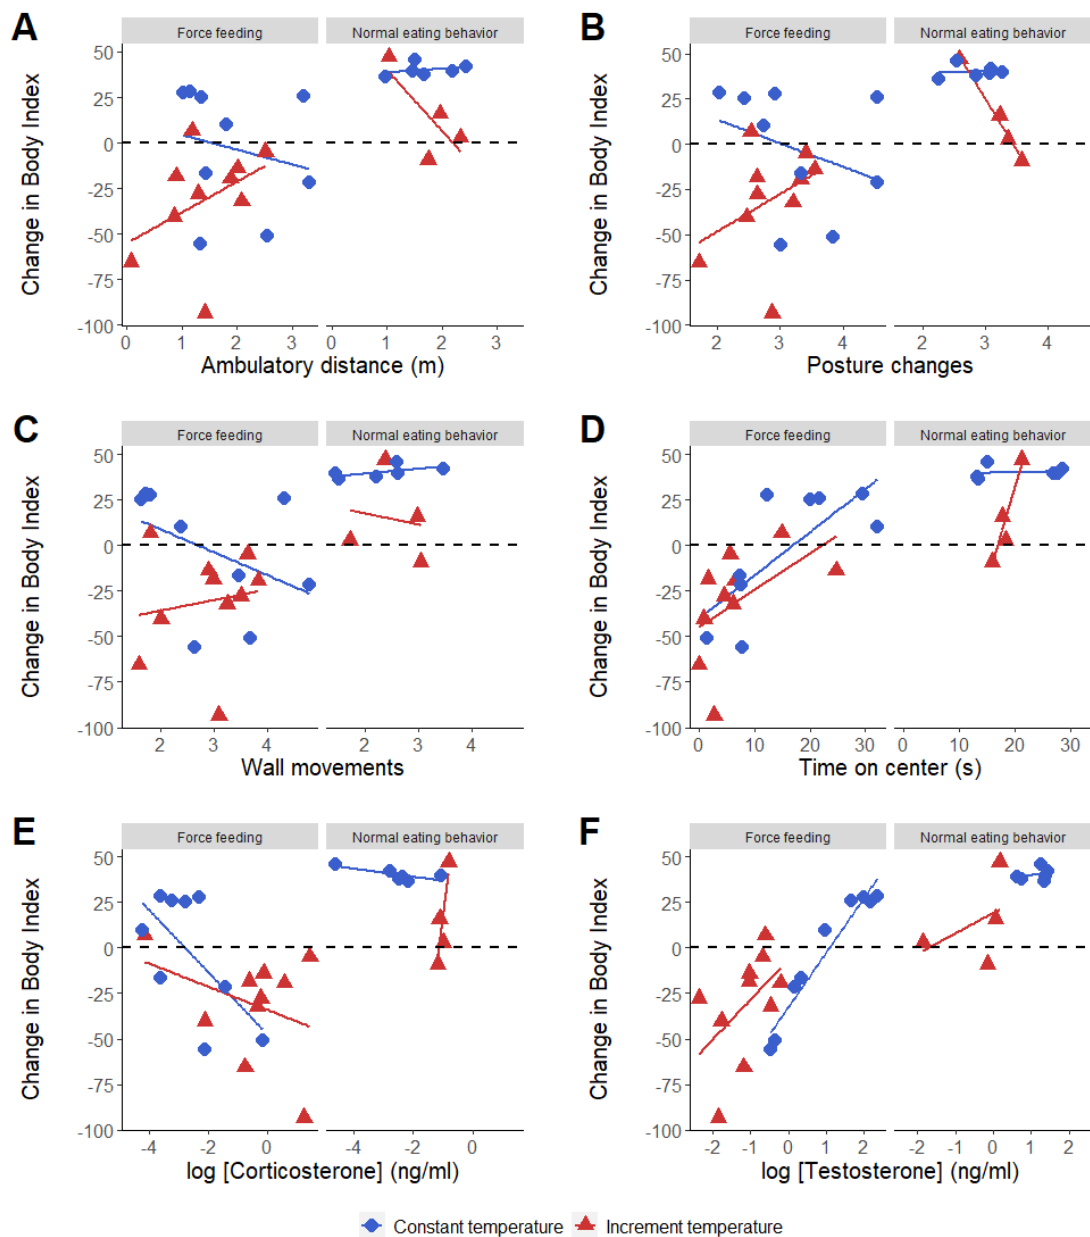 A
Force feeding
Normal eating behavior
Change in Body Index
50
25
0
-25
-50
-75
-100
0
1
2
3
0
1
2
3
Ambulatory distance (m)
B
Force feeding
Normal eating behavior
Change in Body Index
50
25
0
-25
-50
-75
-100
2
3
4
2
3
4
Posture changes
C
Force feeding
Normal eating behavior
Change in Body Index
50
25
0
-25
-50
-75
-100
2
3
4
2
3
4
Wall movements
D
Force feeding
Normal eating behavior
Change in Body Index
50
25
0
-25
-50
-75
-100
0
10
20
30
0
10
20
30
Time on center (s)
E
Force feeding
Normal eating behavior
Change in Body Index
50
25
0
-25
-50
-75
-100
-4
-2
0
-4
-2
0
log [Corticosterone] (ng/ml)
F
Force feeding
Normal eating behavior
Change in Body Index
50
25
0
-25
-50
-75
-100
-2
-1
0
1
2
-2
-1
0
1
2
log [Testosterone] (ng/ml)
Constant temperature
Increment temperature